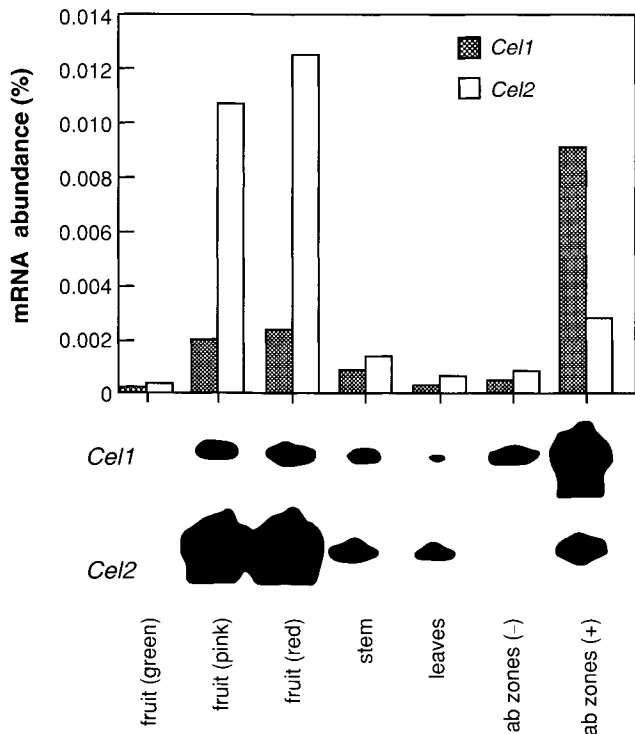 mRNA abundance (%)
0.014
0.012
0.010
0.008
0.006
0.004
0.002
0
Cel1
Cel2
Cel1
Cel2
fruit (green)
fruit (pink)
fruit (red)
stem
leaves
ab zones (−)
ab zones (+)